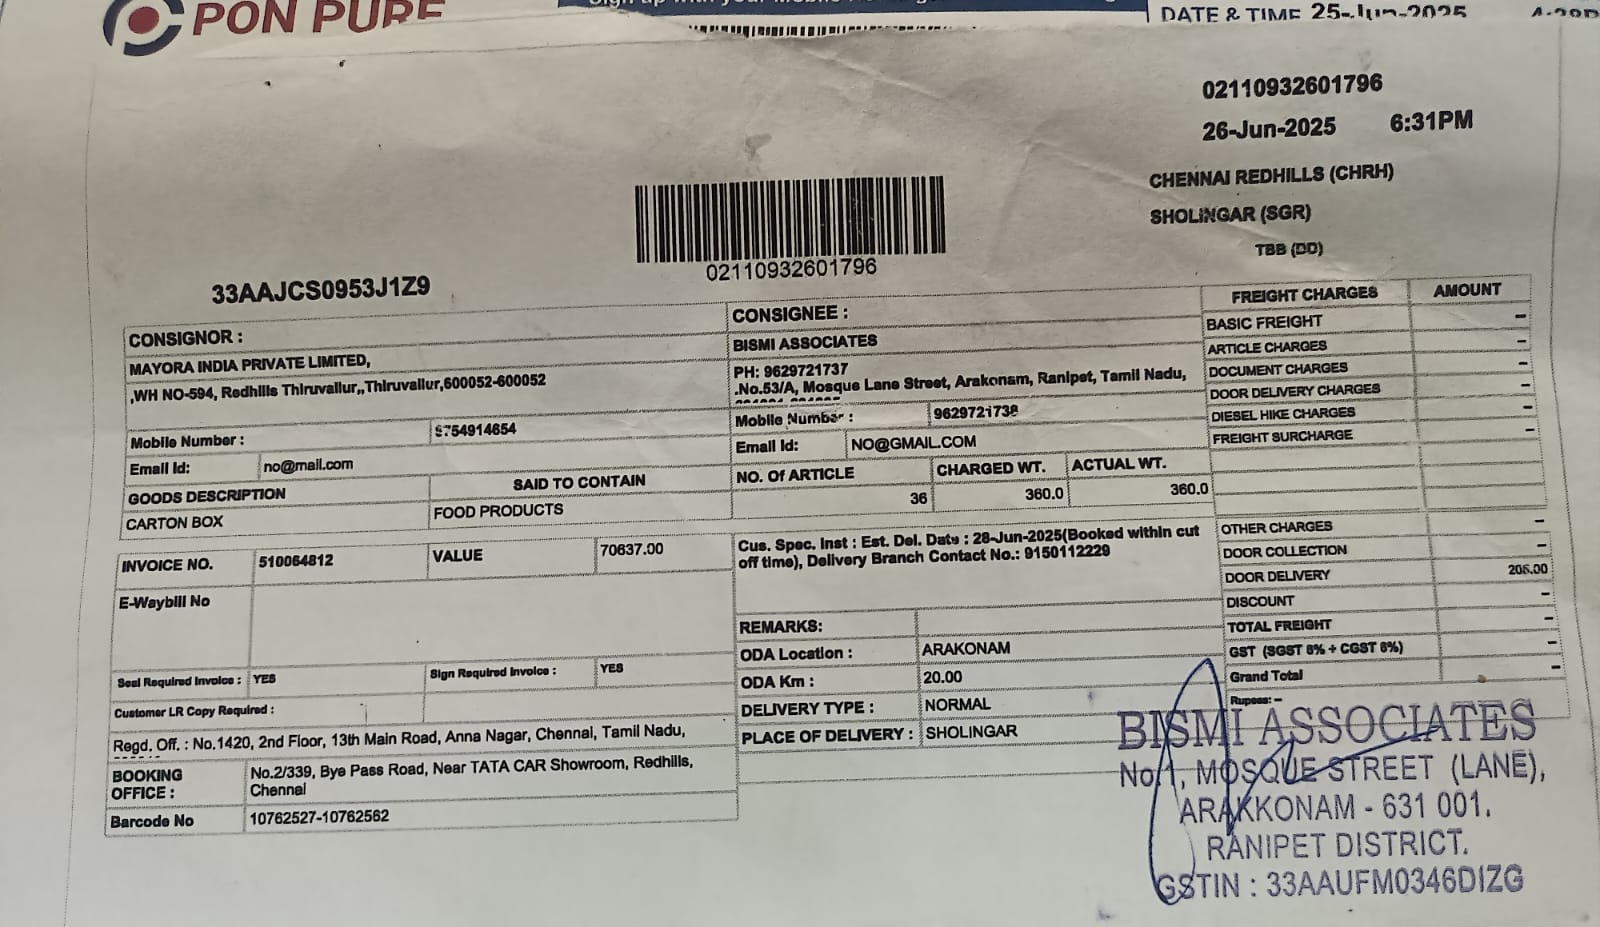 PON PURE
DATE & TIME 25-Jun-2025
02110932601796
26-Jun-2025 6:31PM
CHENNAI REDHILLS (CHRH)
SHOLINGAR (SGR)
TBB (DD)
02110932601796
33AAJCS0953J1Z9
CONSIGNOR :
MAYORA INDIA PRIVATE LIMITED,
,WH NO-594, Redhills Thiruvallur,,Thiruvallur,600052-600052
Mobile Number : 9754914654
Email Id: no@mail.com
GOODS DESCRIPTION SAID TO CONTAIN
CARTON BOX FOOD PRODUCTS
INVOICE NO. 510064812 VALUE 70637.00
E-Waybill No
Seal Required Invoice : YES Sign Required Invoice : YES
Customer LR Copy Required :
Regd. Off. : No.1420, 2nd Floor, 13th Main Road, Anna Nagar, Chennai, Tamil Nadu,
BOOKING OFFICE : No.2/339, Bye Pass Road, Near TATA CAR Showroom, Redhills,
Chennai
Barcode No 10762527-10762562
CONSIGNEE :
BISMI ASSOCIATES
PH: 9629721737
.No.53/A, Mosque Lane Street, Arakonam, Ranipet, Tamil Nadu,
Mobile Number : 9629721738
Email Id: NO@GMAIL.COM
NO. Of ARTICLE CHARGED WT. ACTUAL WT.
36 360.0 360.0
Cus. Spec. Inst : Est. Del. Date : 28-Jun-2025(Booked within cut
off time), Delivery Branch Contact No.: 9150112229
REMARKS:
ODA Location : ARAKONAM
ODA Km : 20.00
DELIVERY TYPE : NORMAL
PLACE OF DELIVERY : SHOLINGAR
FREIGHT CHARGES AMOUNT
BASIC FREIGHT -
ARTICLE CHARGES -
DOCUMENT CHARGES -
DOOR DELIVERY CHARGES -
DIESEL HIKE CHARGES -
FREIGHT SURCHARGE -
OTHER CHARGES -
DOOR COLLECTION -
DOOR DELIVERY 206.00
DISCOUNT -
TOTAL FREIGHT -
GST (SGST 6% + CGST 6%) -
Grand Total -
Rupees: -
BISMI ASSOCIATES
No/1, MOSQUE STREET (LANE),
ARAKKONAM - 631 001.
RANIPET DISTRICT.
GSTIN : 33AAUFM0346D1ZG